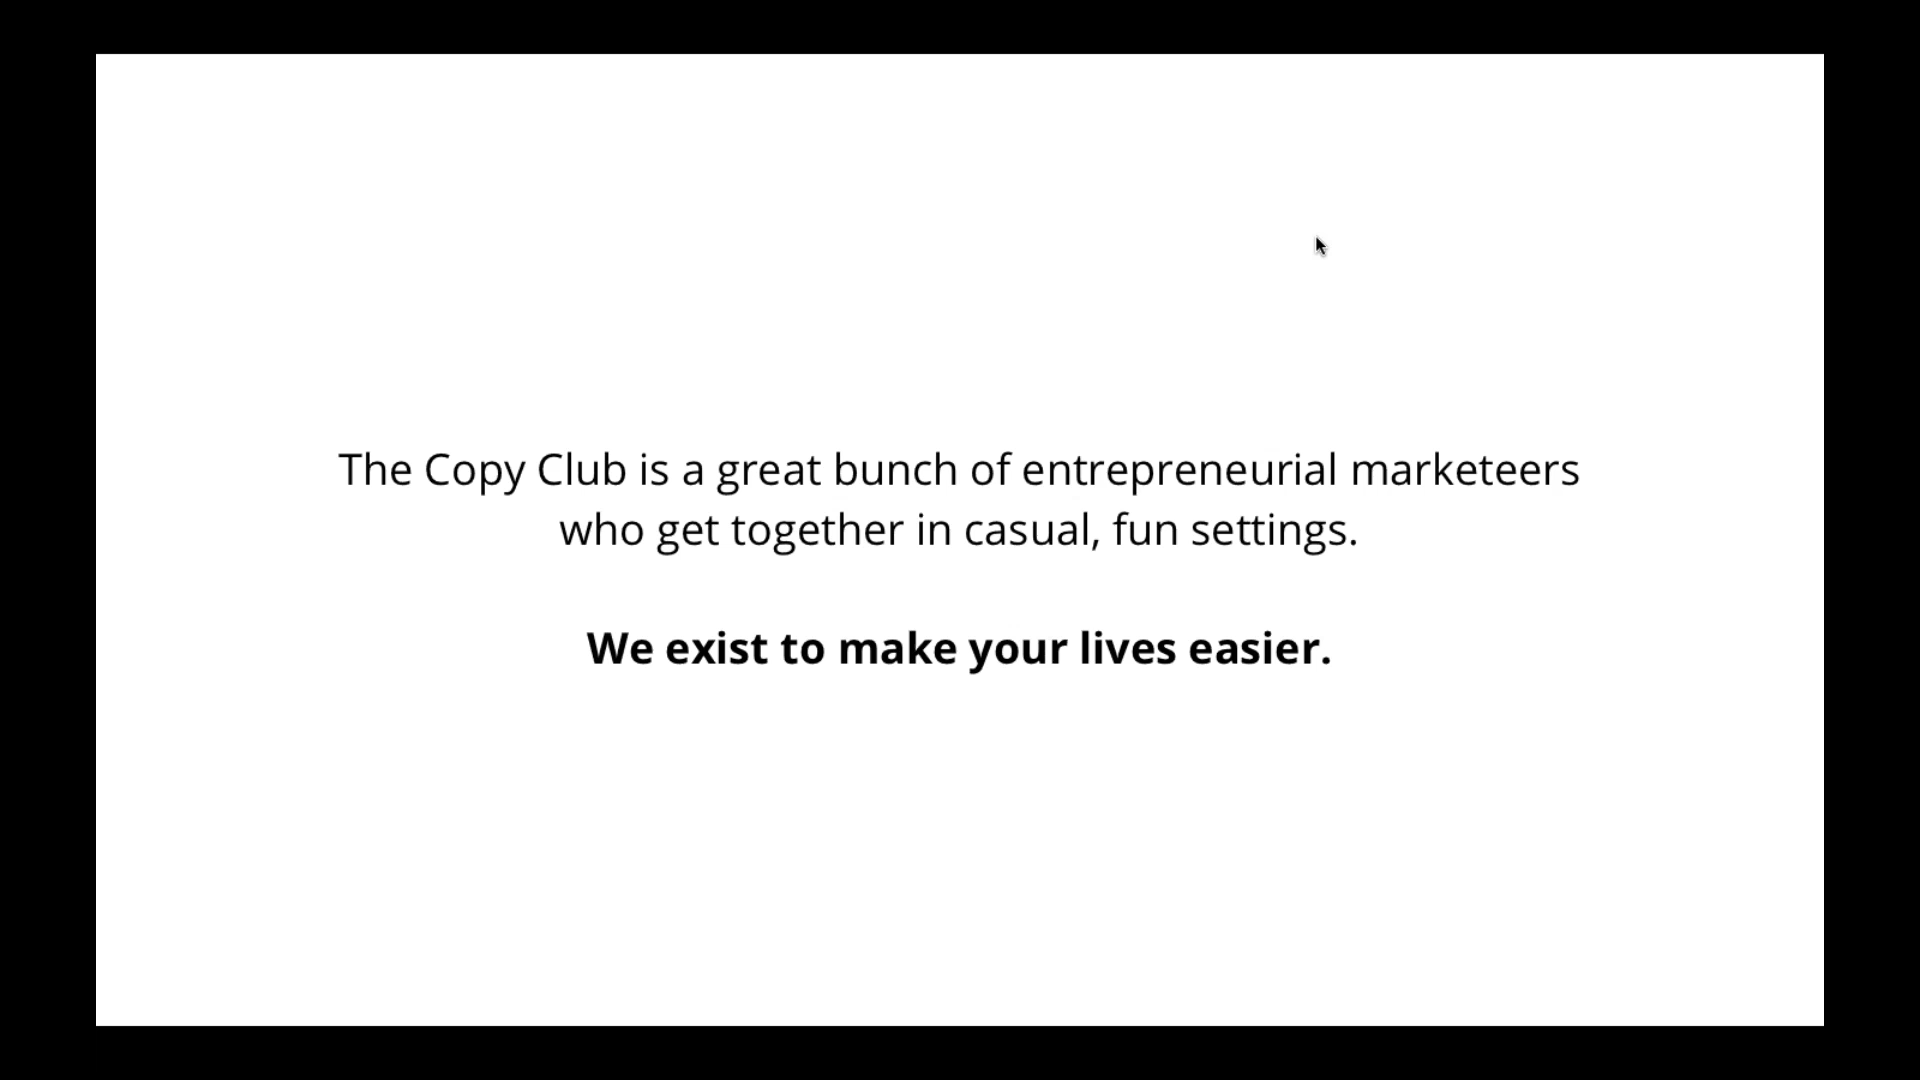 The Copy Club is a great bunch of entrepreneurial marketeers
who get together in casual, fun settings.
We exist to make your lives easier.